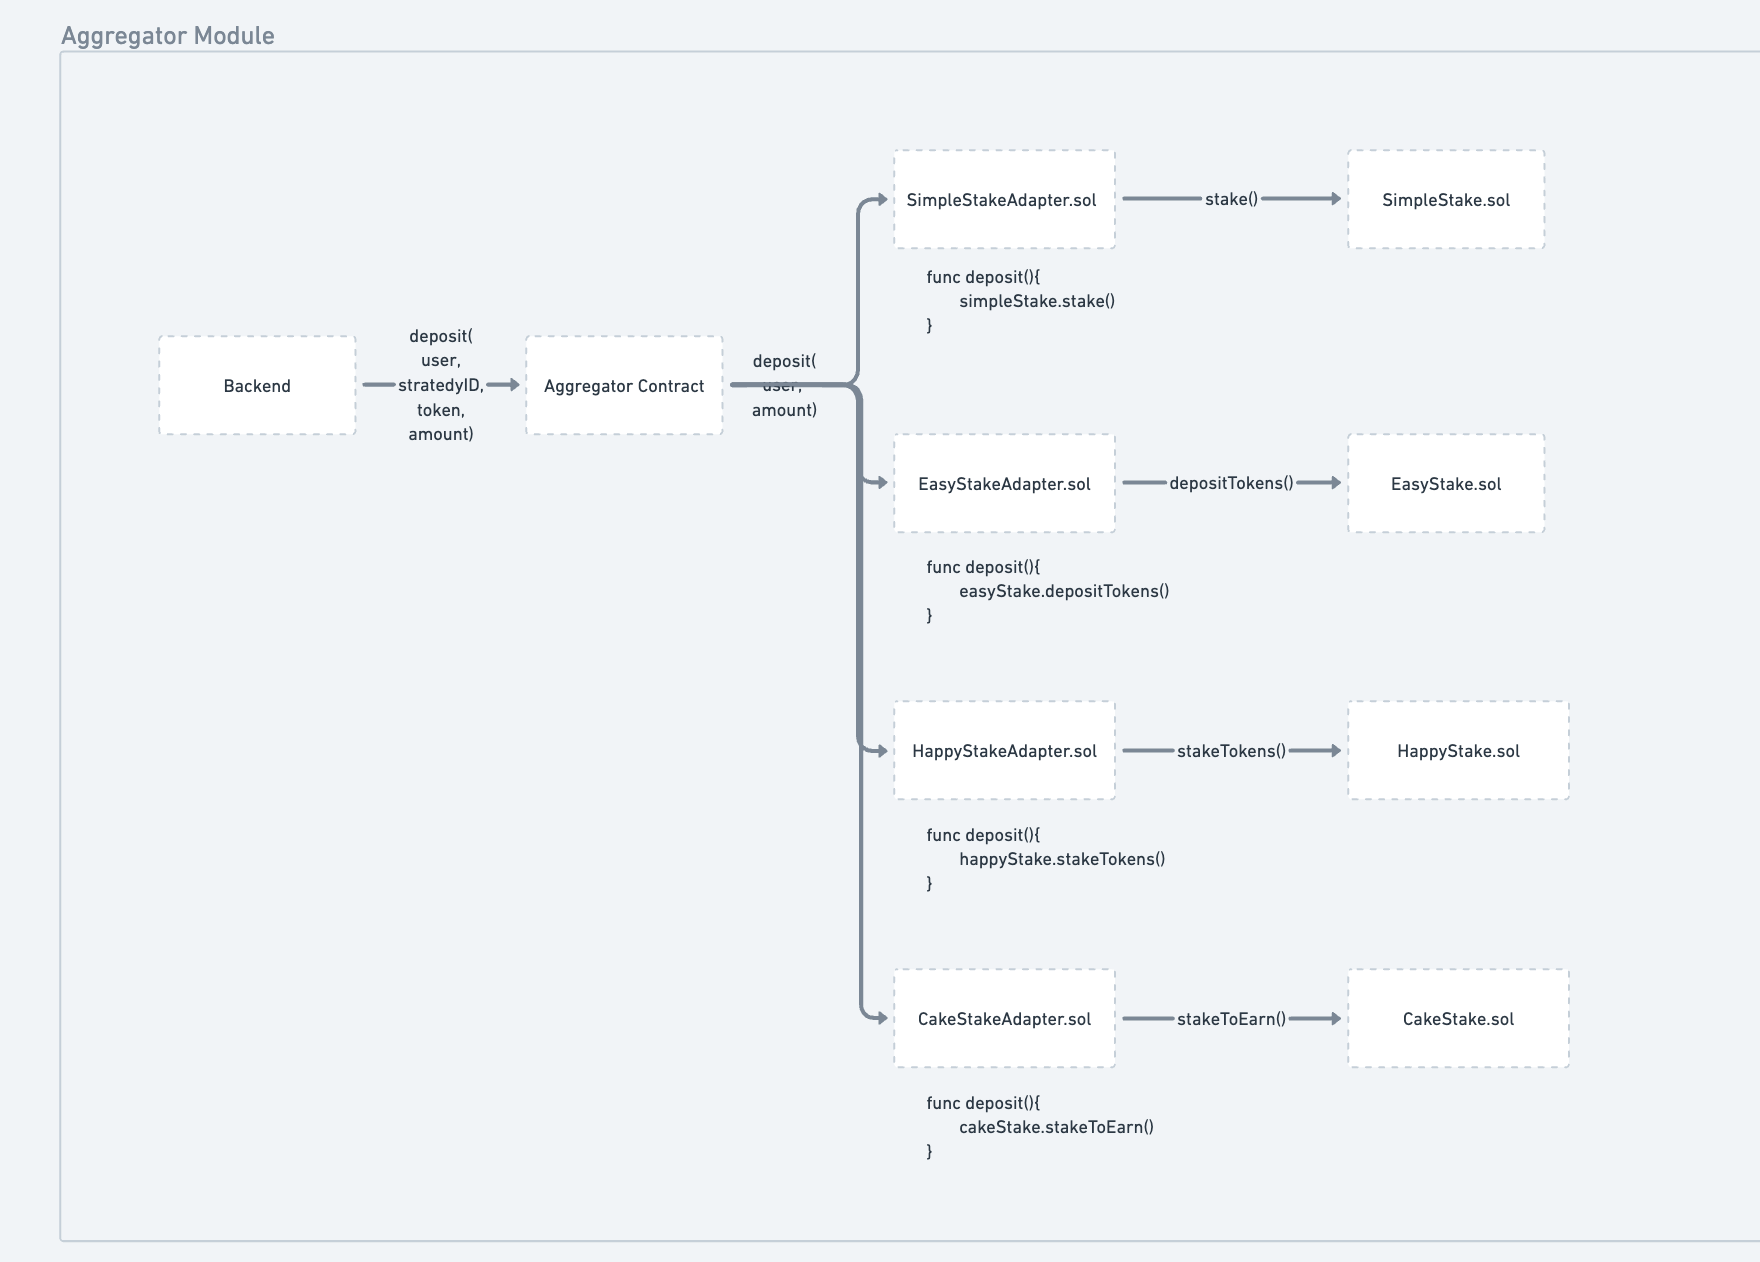 Aggregator Module
Backend
deposit(
user,
stratedyID,
token,
amount)
Aggregator Contract
deposit(
user,
amount)
SimpleStakeAdapter.sol
stake()
SimpleStake.sol
func deposit(){
simpleStake.stake()
}
EasyStakeAdapter.sol
depositTokens()
EasyStake.sol
func deposit(){
easyStake.depositTokens()
}
HappyStakeAdapter.sol
stakeTokens()
HappyStake.sol
func deposit(){
happyStake.stakeTokens()
}
CakeStakeAdapter.sol
stakeToEarn()
CakeStake.sol
func deposit(){
cakeStake.stakeToEarn()
}